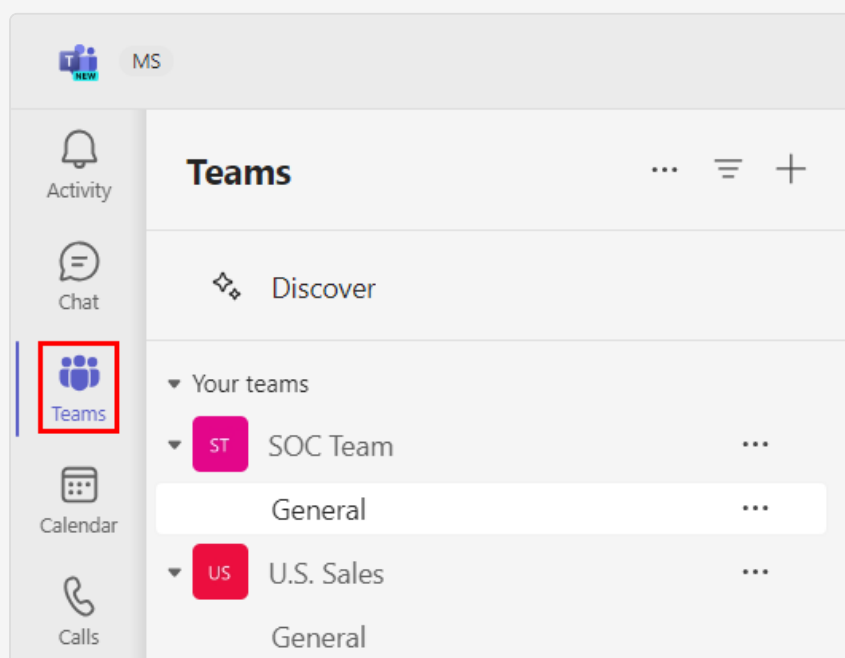 T
NEW
MS
Activity
Chat
Teams
Calendar
Calls
Teams
Discover
Your teams
ST SOC Team
General
US U.S. Sales
General